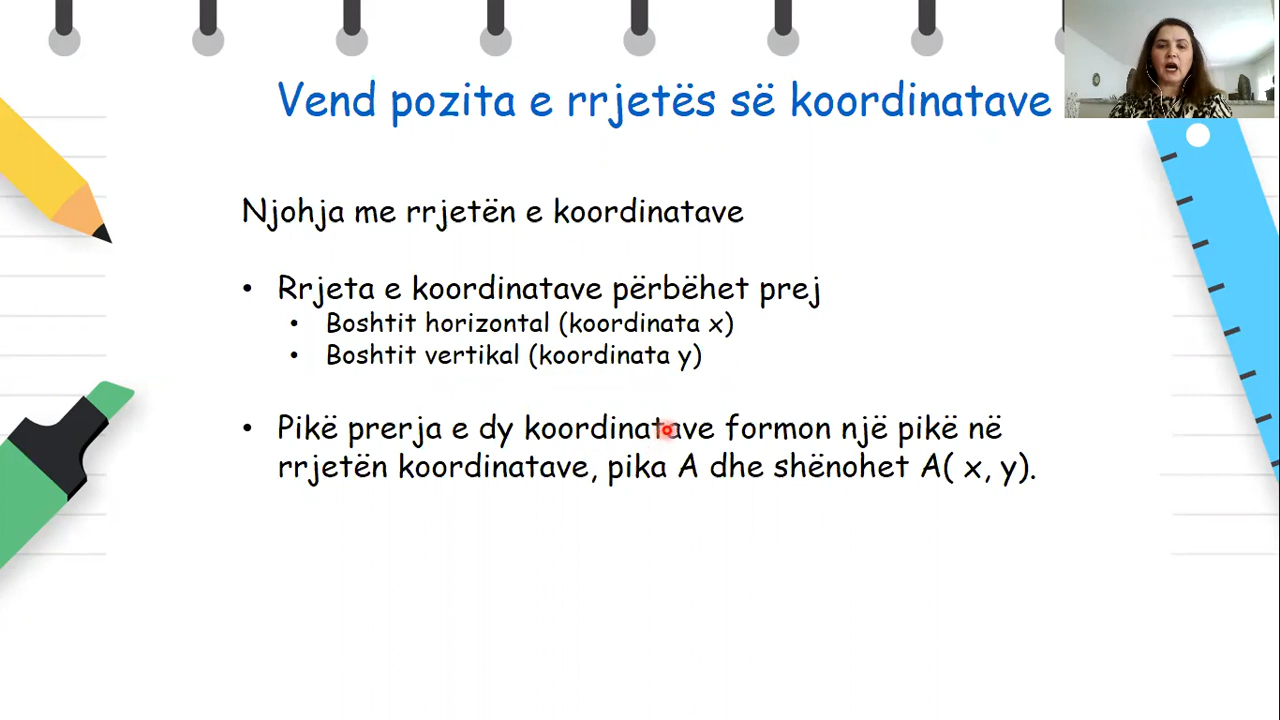 Vend pozita e rrjetës së koordinatave
Njohja me rrjetën e koordinatave
• Rrjeta e koordinatave përbëhet prej
• Boshtit horizontal (koordinata x)
• Boshtit vertikal (koordinata y)
• Pikë prerja e dy koordinatave formon një pikë në
rrjetën koordinatave, pika A dhe shënohet A( x, y).